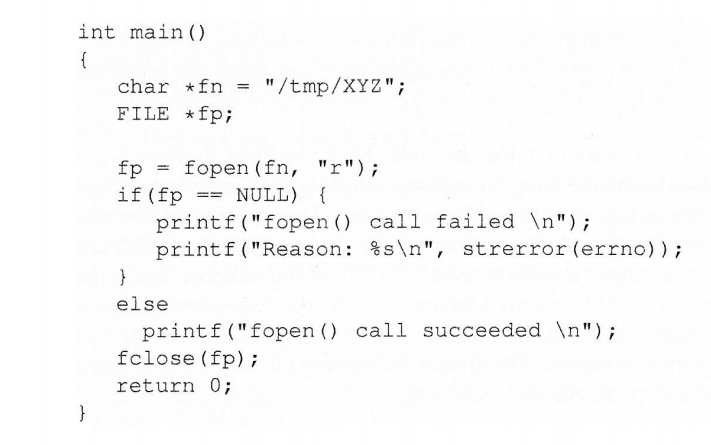 int main()
{
char *fn = "/tmp/XYZ";
FILE *fp;
fp = fopen(fn, "r");
if(fp == NULL) {
printf("fopen() call failed \n");
printf("Reason: %s\n", strerror(errno));
}
else
printf("fopen() call succeeded \n");
fclose(fp);
return 0;
}